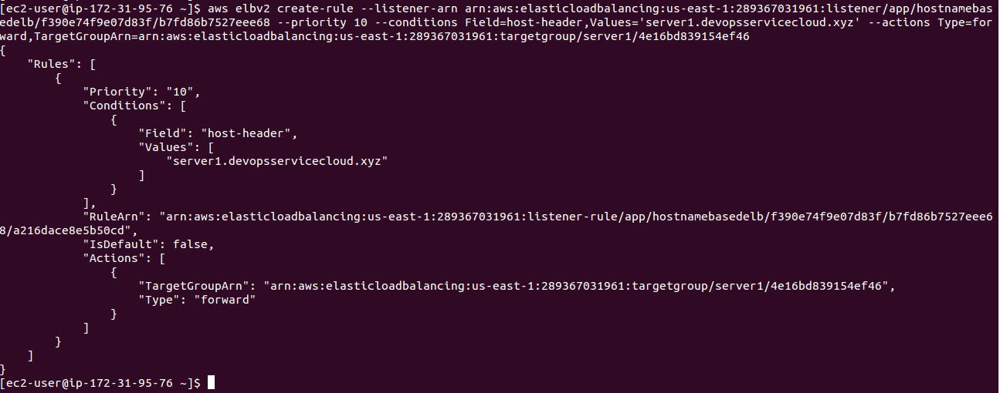 [ec2-user@ip-172-31-95-76 ~]$ aws elbv2 create-rule --listener-arn arn:aws:elasticloadbalancing:us-east-1:289367031961:listener/app/hostnamebas
edelb/f390e74f9e07d83f/b7fd86b7527eee68 --priority 10 --conditions Field=host-header,Values='server1.devopsservicecloud.xyz' --actions Type=for
ward,TargetGroupArn=arn:aws:elasticloadbalancing:us-east-1:289367031961:targetgroup/server1/4e16bd839154ef46
{
    "Rules": [
        {
            "Priority": "10",
            "Conditions": [
                {
                    "Field": "host-header",
                    "Values": [
                        "server1.devopsservicecloud.xyz"
                    ]
                }
            ],
            "RuleArn": "arn:aws:elasticloadbalancing:us-east-1:289367031961:listener-rule/app/hostnamebasedelb/f390e74f9e07d83f/b7fd86b7527eee6
8/a216dace8e5b50cd",
            "IsDefault": false,
            "Actions": [
                {
                    "TargetGroupArn": "arn:aws:elasticloadbalancing:us-east-1:289367031961:targetgroup/server1/4e16bd839154ef46",
                    "Type": "forward"
                }
            ]
        }
    ]
}
[ec2-user@ip-172-31-95-76 ~]$